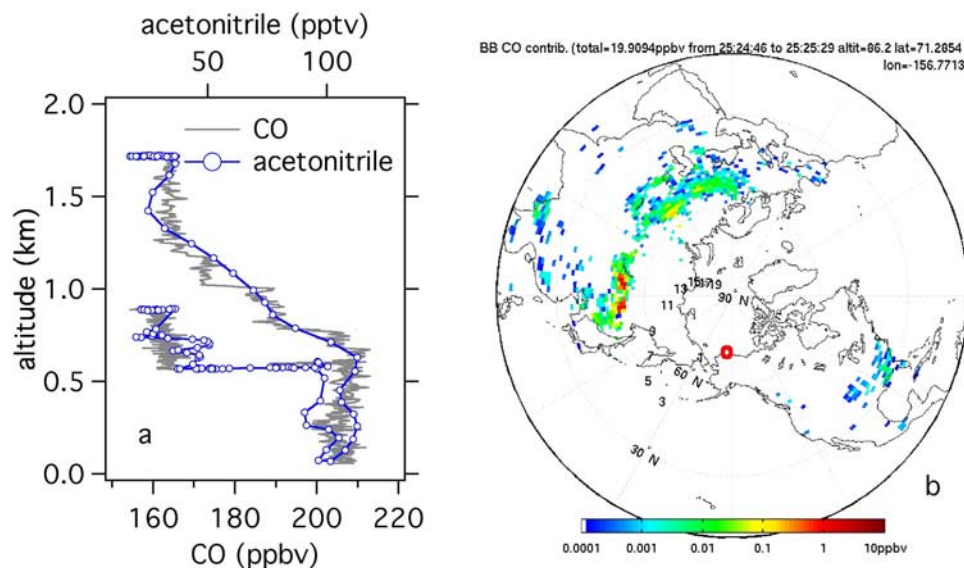 acetonitrile (pptv)
50
100
2.0
1.5
1.0
0.5
0.0
altitude (km)
CO
acetonitrile
a
160
180
200
220
CO (ppbv)
BB CO contrib. (total=19.9094ppbv from 25:24:46 to 25:25:29 altit=86.2 lat=71.2854
lon=-156.7713
13
11
90 °N
9
7
60 °N
5
3
30 °N
b
0.0001
0.001
0.01
0.1
1
10ppbv